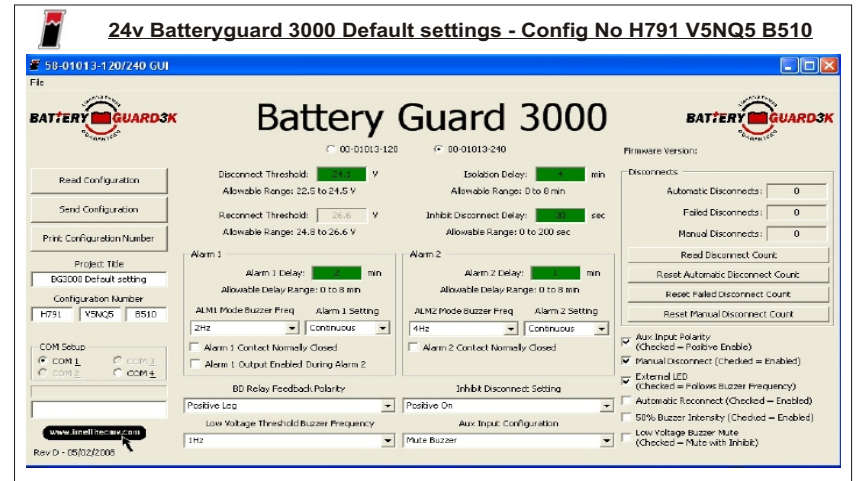 24v Batteryguard 3000 Default settings - Config No H791 V5NQ5 B510
58-01013-120/240 GUI
File
BATTERY GUARD3K
Battery Guard 3000
BATTERY GUARD3K
00-01013-120 00-01013-240
Firmware Version:
Read Configuration
Send Configuration
Print Configuration Number
Project Title
BG3000 Default setting
Configuration Number
H791 V5NQ5 B510
COM Setup
COM 1 COM 3
COM 2 COM 4
www.intellitecmv.com
Rev D - 05/02/2008
Disconnect Threshold: 24.1 V
Allowable Range: 22.5 to 24.5 V
Reconnect Threshold: 26.6 V
Allowable Range: 24.8 to 26.6 V
Isolation Delay: 4 min
Allowable Range: 0 to 8 min
Inhibit Disconnect Delay: sec
Allowable Range: 0 to 200 sec
Alarm 1
Alarm 1 Delay: 2 min
Allowable Delay Range: 0 to 8 min
ALM1 Mode Buzzer Freq Alarm 1 Setting
2Hz Continuous
Alarm 1 Contact Normally Closed
Alarm 1 Output Enabled During Alarm 2
Alarm 2
Alarm 2 Delay: 1 min
Allowable Delay Range: 0 to 8 min
ALM2 Mode Buzzer Freq Alarm 2 Setting
4Hz Continuous
Alarm 2 Contact Normally Closed
BD Relay Feedback Polarity
Positive Leg
Low Voltage Threshold Buzzer Frequency
1Hz
Inhibit Disconnect Setting
Positive On
Aux Input Configuration
Mute Buzzer
Disconnects
Automatic Disconnects: 0
Failed Disconnects: 0
Manual Disconnects: 0
Read Disconnect Count
Reset Automatic Disconnect Count
Reset Failed Disconnect Count
Reset Manual Disconnect Count
Aux Input Polarity
(Checked = Positive Enable)
Manual Disconnect (Checked = Enabled)
External LED
(Checked = Follows Buzzer Frequency)
Automatic Reconnect (Checked = Enabled)
50% Buzzer Intensity (Checked = Enabled)
Low Voltage Buzzer Mute
(Checked = Mute with Inhibit)